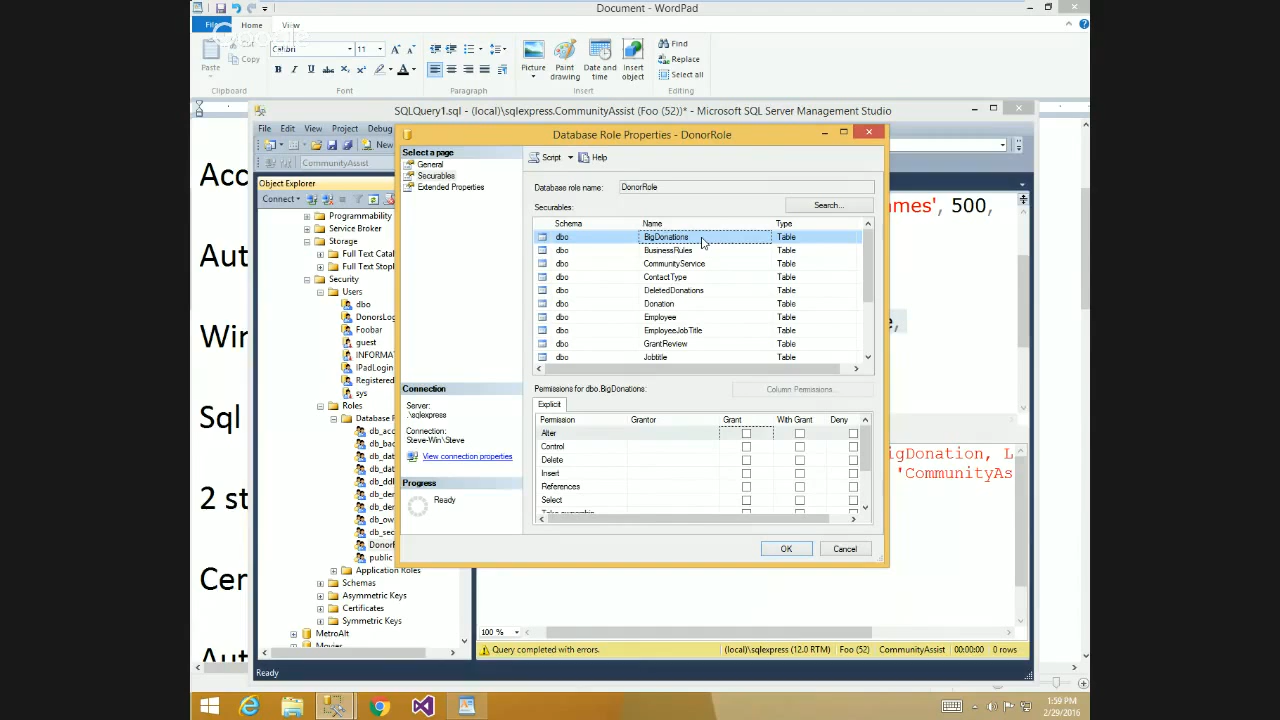 Document - WordPad
File
Home
View
Cut
Copy
Paste
Clipboard
Calibri
11
Font
Paragraph
Picture
Paint drawing
Date and time
Insert object
Insert
Find
Replace
Select all
Editing
SQLQuery1.sql - (local)\sqlexpress.CommunityAssist (Foo (52))* - Microsoft SQL Server Management Studio
File Edit View Project Debug
New
CommunityAssist
Object Explorer
Connect
Programmability
Service Broker
Storage
Full Text Catal
Full Text Stopl
Security
Users
dbo
DonorsLog
Foobar
guest
INFORMA
IPadLogin
Registered
sys
Roles
Database R
db_acc
db_bac
db_dat
db_dat
db_ddl
db_der
db_der
db_ow
db_sec
DonorR
public
Application Roles
Schemas
Asymmetric Keys
Certificates
Symmetric Keys
MetroAlt
Movies
Database Role Properties - DonorRole
Select a page
General
Securables
Extended Properties
Script
Help
Database role name:
DonorRole
Securables:
Search...
Schema Name Type
dbo BigDonations Table
dbo BusinessRules Table
dbo CommunityService Table
dbo ContactType Table
dbo DeletedDonations Table
dbo Donation Table
dbo Employee Table
dbo EmployeeJobTitle Table
dbo GrantReview Table
dbo Jobtitle Table
Permissions for dbo.BigDonations:
Column Permissions...
Explicit
Permission Grantor Grant With Grant Deny
Alter
Control
Delete
Insert
References
Select
Take ownership
Connection
Server:
.\sqlexpress
Connection:
Steve-Win\Steve
View connection properties
Progress
Ready
OK
Cancel
ames', 500,
e,
igDonation, L
'CommunityAs
100 %
Query completed with errors.
(local)\sqlexpress (12.0 RTM)
Foo (52)
CommunityAssist
00:00:00
0 rows
Ready
Acc
Aut
Win
Sql
2 st
Cer
Aut
1:59 PM
2/29/2016